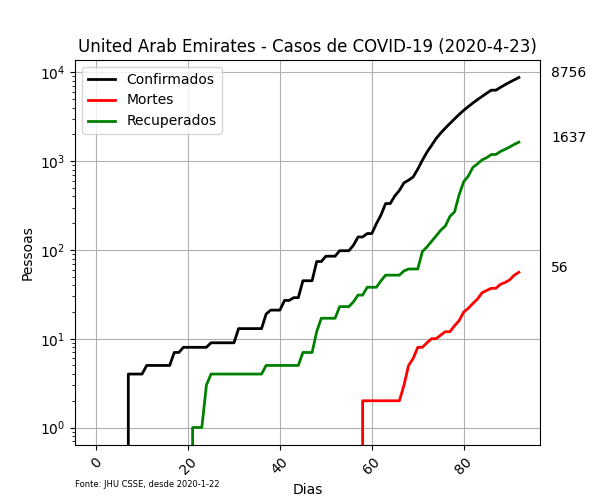 United Arab Emirates - Casos de COVID-19 (2020-4-23)
Confirmados
Mortes
Recuperados
8756
1637
56
Pessoas
10⁴
10³
10²
10¹
10⁰
0 20 40 60 80
Dias
Fonte: JHU CSSE, desde 2020-1-22